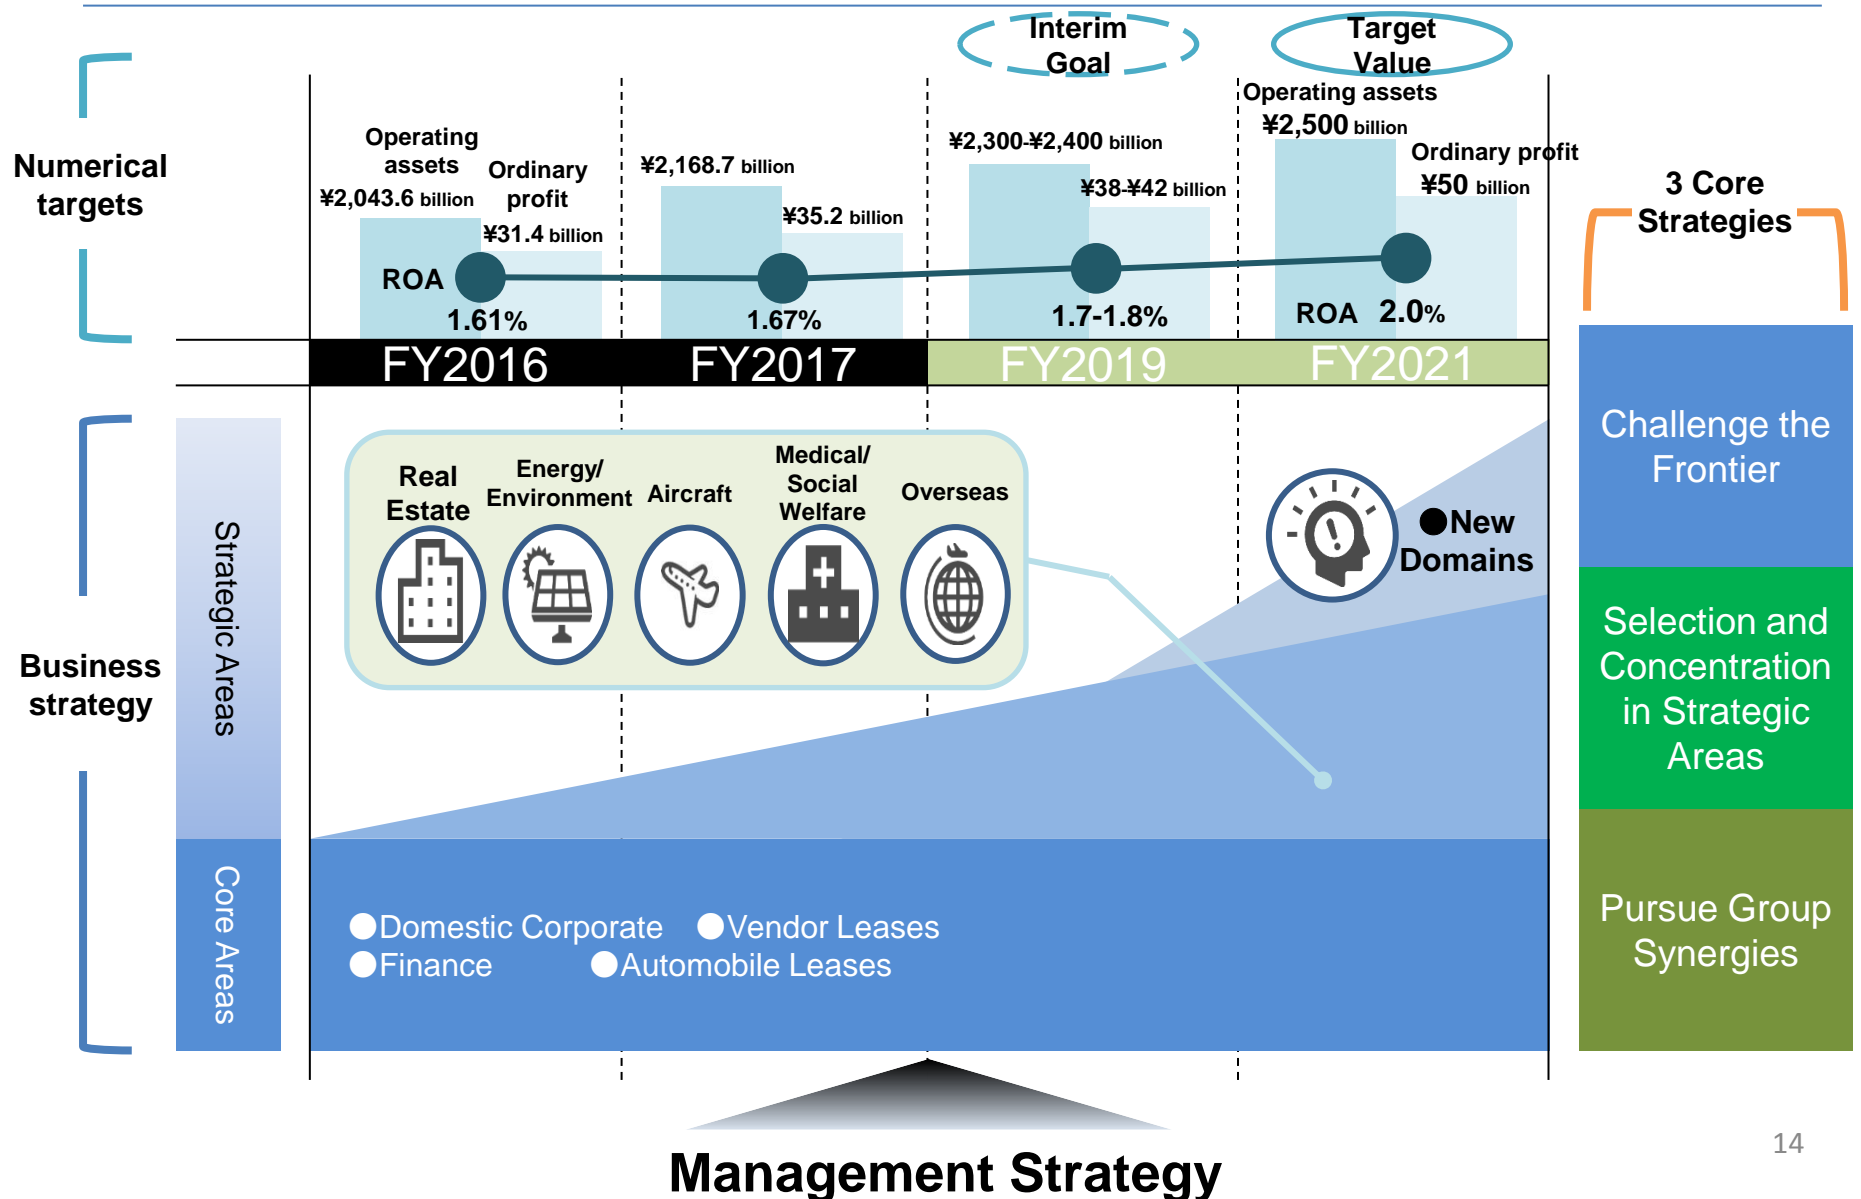 Interim
Goal
Target
Value
Numerical
targets
Operating
assets
¥2,043.6 billion
Ordinary
profit
¥31.4 billion
¥2,168.7 billion
¥35.2 billion
¥2,300-¥2,400 billion
¥38-¥42 billion
Operating assets
¥2,500 billion
Ordinary profit
¥50 billion
ROA
1.61%
1.67%
1.7-1.8%
ROA 2.0%
FY2016
FY2017
FY2019
FY2021
3 Core
Strategies
Challenge the
Frontier
Selection and
Concentration
in Strategic
Areas
Pursue Group
Synergies
Business
strategy
Strategic Areas
Core Areas
Real
Estate
Energy/
Environment
Aircraft
Medical/
Social
Welfare
Overseas
●New
Domains
●Domestic Corporate ●Vendor Leases
●Finance ●Automobile Leases
Management Strategy
14